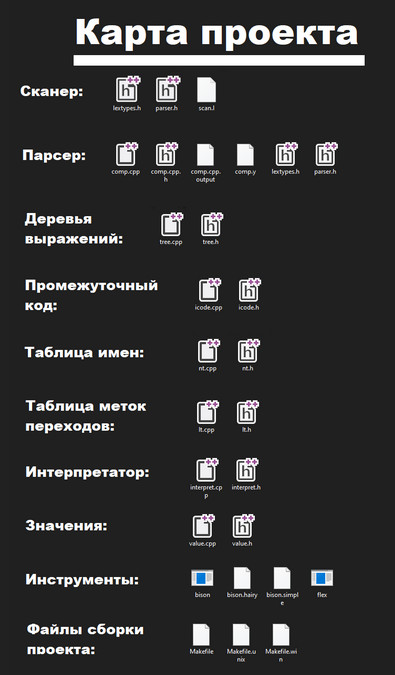 Карта проекта
Сканер:
lextypes.h parser.h scan.l
Парсер:
comp.cpp comp.cpp.h comp.cpp.output comp.y lextypes.h parser.h
Деревья
выражений:
tree.cpp tree.h
Промежуточный
код:
icode.cpp icode.h
Таблица имен:
nt.cpp nt.h
Таблица меток
переходов:
lt.cpp lt.h
Интерпретатор:
interpret.cpp interpret.h
Значения:
value.cpp value.h
Инструменты:
bison bison.hairy bison.simple flex
Файлы сборки
проекта:
Makefile Makefile.unix Makefile.win